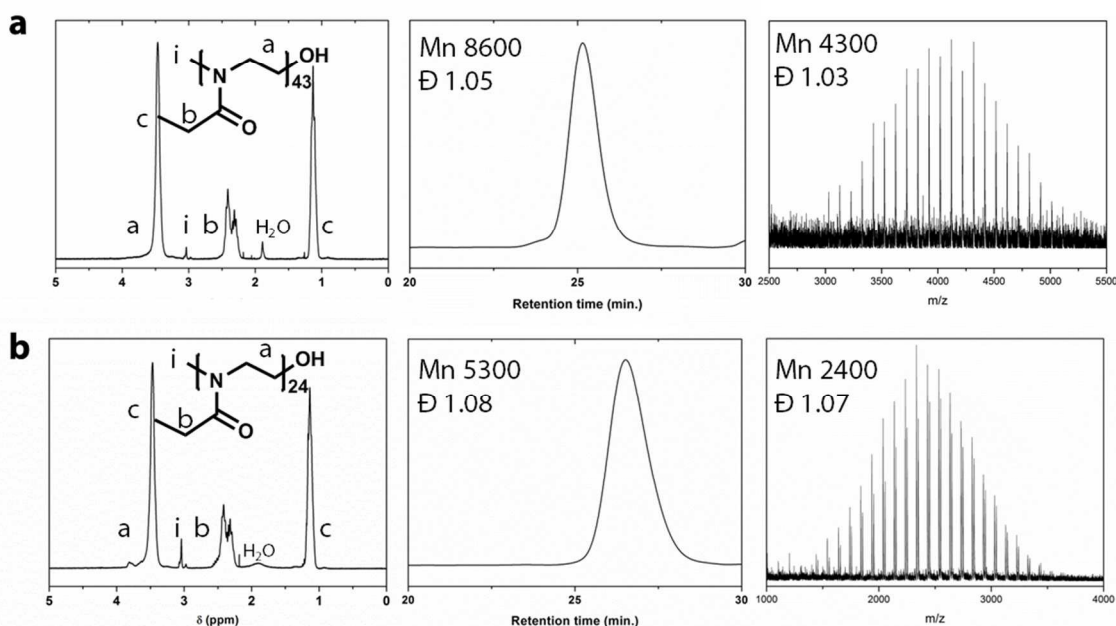 a
i
a
OH
43
N
c
b
O
a
i
b
H2O
c
5 4 3 2 1 0
Mn 8600
Đ 1.05
20 25 30
Retention time (min.)
Mn 4300
Đ 1.03
2500 3000 3500 4000 4500 5000 5500
m/z
b
i
a
OH
24
N
c
b
O
a
i
b
H2O
c
5 4 3 2 1 0
δ (ppm)
Mn 5300
Đ 1.08
20 25 30
Retention time (min.)
Mn 2400
Đ 1.07
1000 2000 3000 4000
m/z